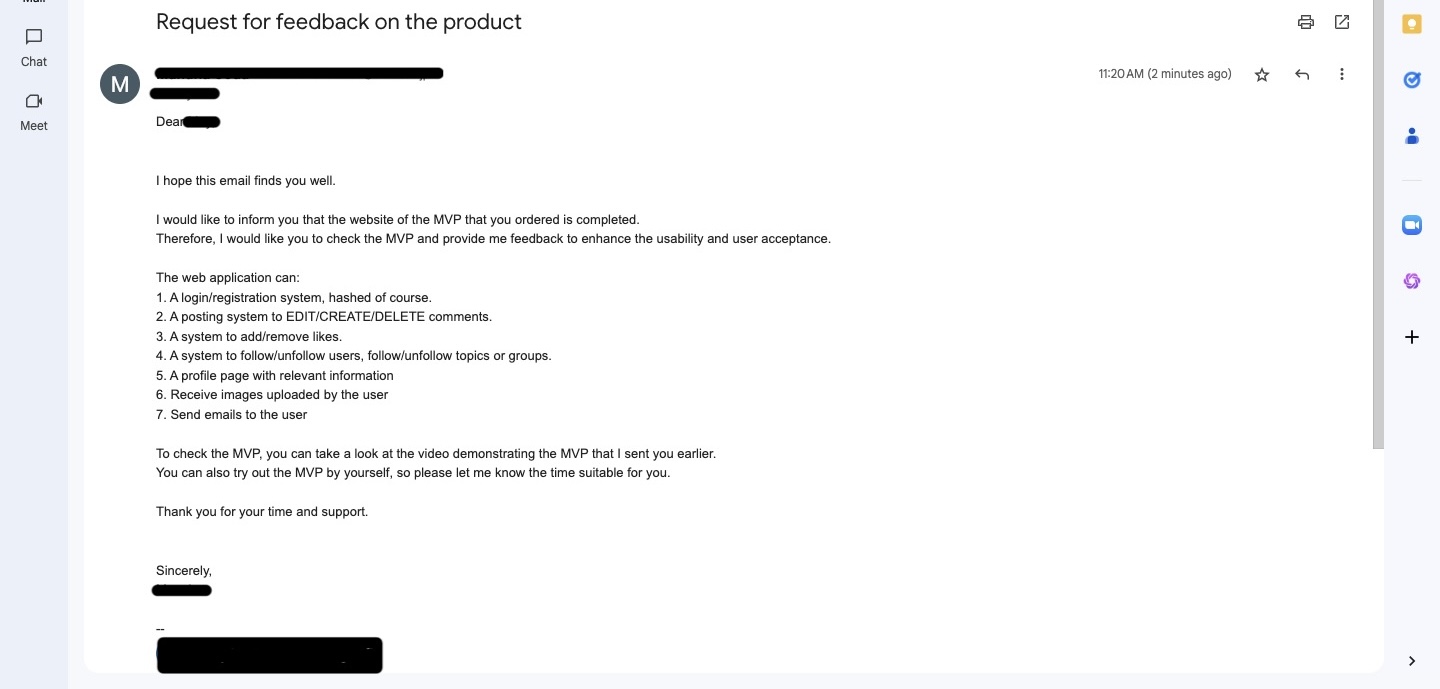 Request for feedback on the product
Chat
M
11:20 AM (2 minutes ago)
Meet
Dear
I hope this email finds you well.
I would like to inform you that the website of the MVP that you ordered is completed.
Therefore, I would like you to check the MVP and provide me feedback to enhance the usability and user acceptance.
The web application can:
1. A login/registration system, hashed of course.
2. A posting system to EDIT/CREATE/DELETE comments.
3. A system to add/remove likes.
4. A system to follow/unfollow users, follow/unfollow topics or groups.
5. A profile page with relevant information
6. Receive images uploaded by the user
7. Send emails to the user
To check the MVP, you can take a look at the video demonstrating the MVP that I sent you earlier.
You can also try out the MVP by yourself, so please let me know the time suitable for you.
Thank you for your time and support.
Sincerely,
--